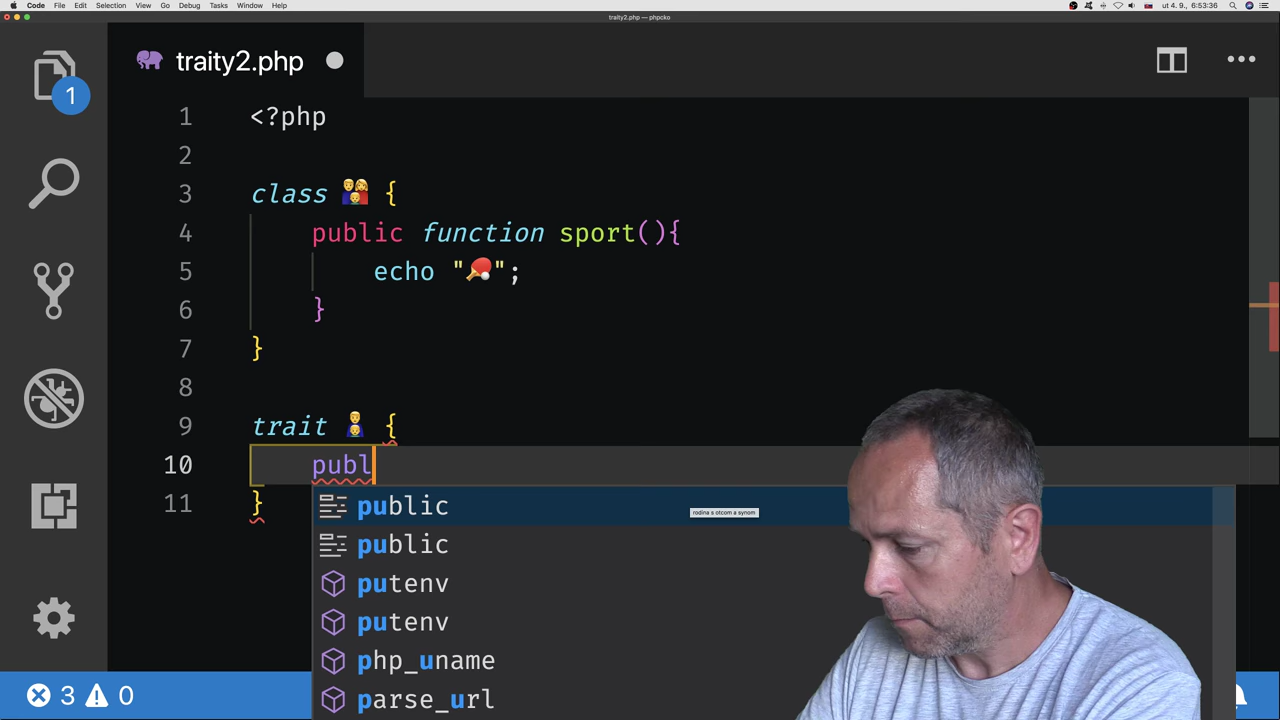 Code File Edit Selection View Go Debug Tasks Window Help ut 4. 9., 6:53:36
traity2.php — phpcko
traity2.php
1
1 <?php
2
3 class 👨‍👩‍👦 {
4 public function sport(){
5 echo "🏓";
6 }
7 }
8
9 trait 👨‍👦 {
10 publ
11 }
public
public
putenv
putenv
php_uname
parse_url
rodina s otcom a synom
3 0